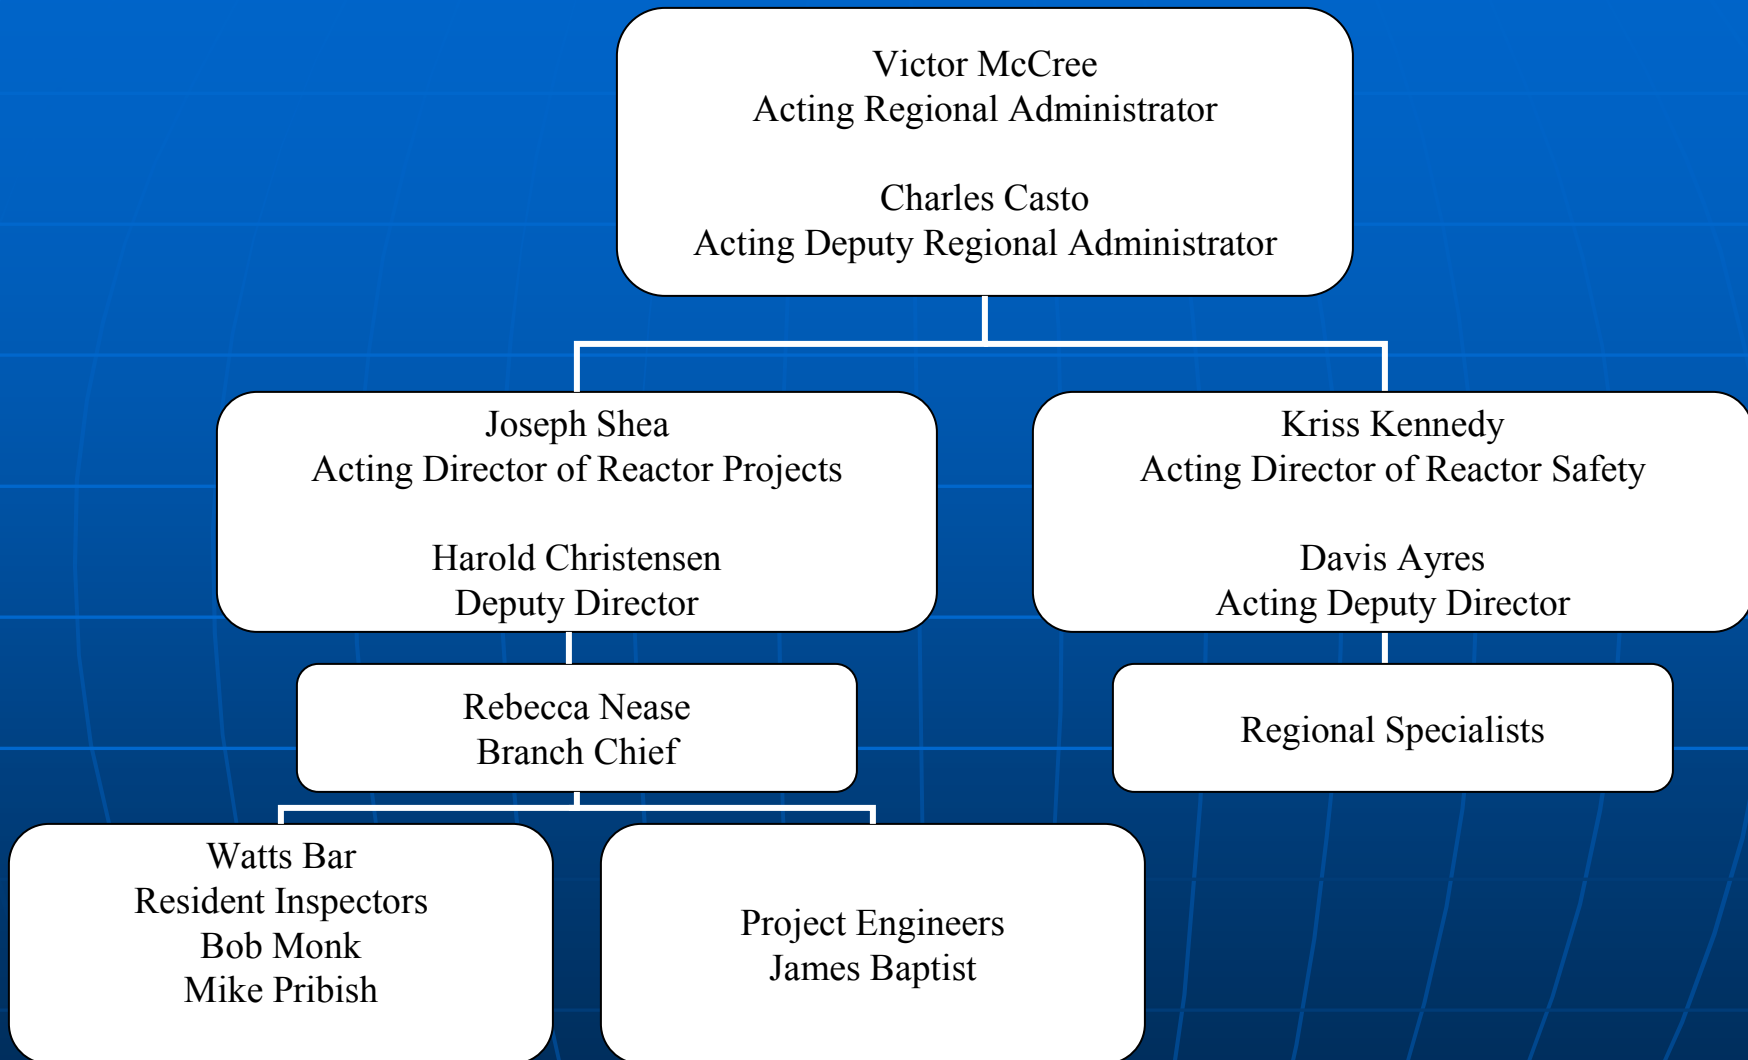 Victor McCree
Acting Regional Administrator
Charles Casto
Acting Deputy Regional Administrator
Joseph Shea
Acting Director of Reactor Projects
Harold Christensen
Deputy Director
Kriss Kennedy
Acting Director of Reactor Safety
Davis Ayres
Acting Deputy Director
Rebecca Nease
Branch Chief
Regional Specialists
Watts Bar
Resident Inspectors
Bob Monk
Mike Pribish
Project Engineers
James Baptist